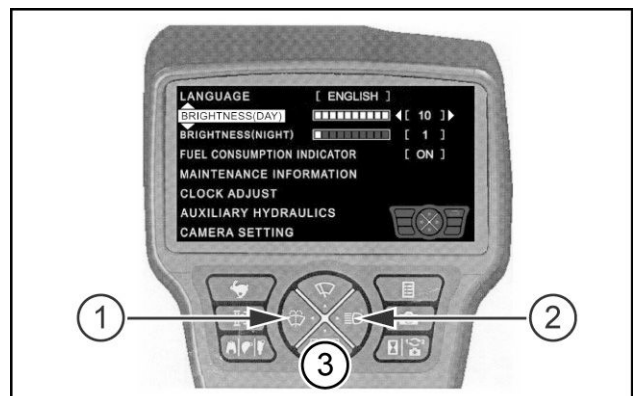 LANGUAGE [ ENGLISH ]
BRIGHTNESS(DAY) [ 10 ]
BRIGHTNESS(NIGHT) [ 1 ]
FUEL CONSUMPTION INDICATOR [ ON ]
MAINTENANCE INFORMATION
CLOCK ADJUST
AUXILIARY HYDRAULICS
CAMERA SETTING
1
2
3